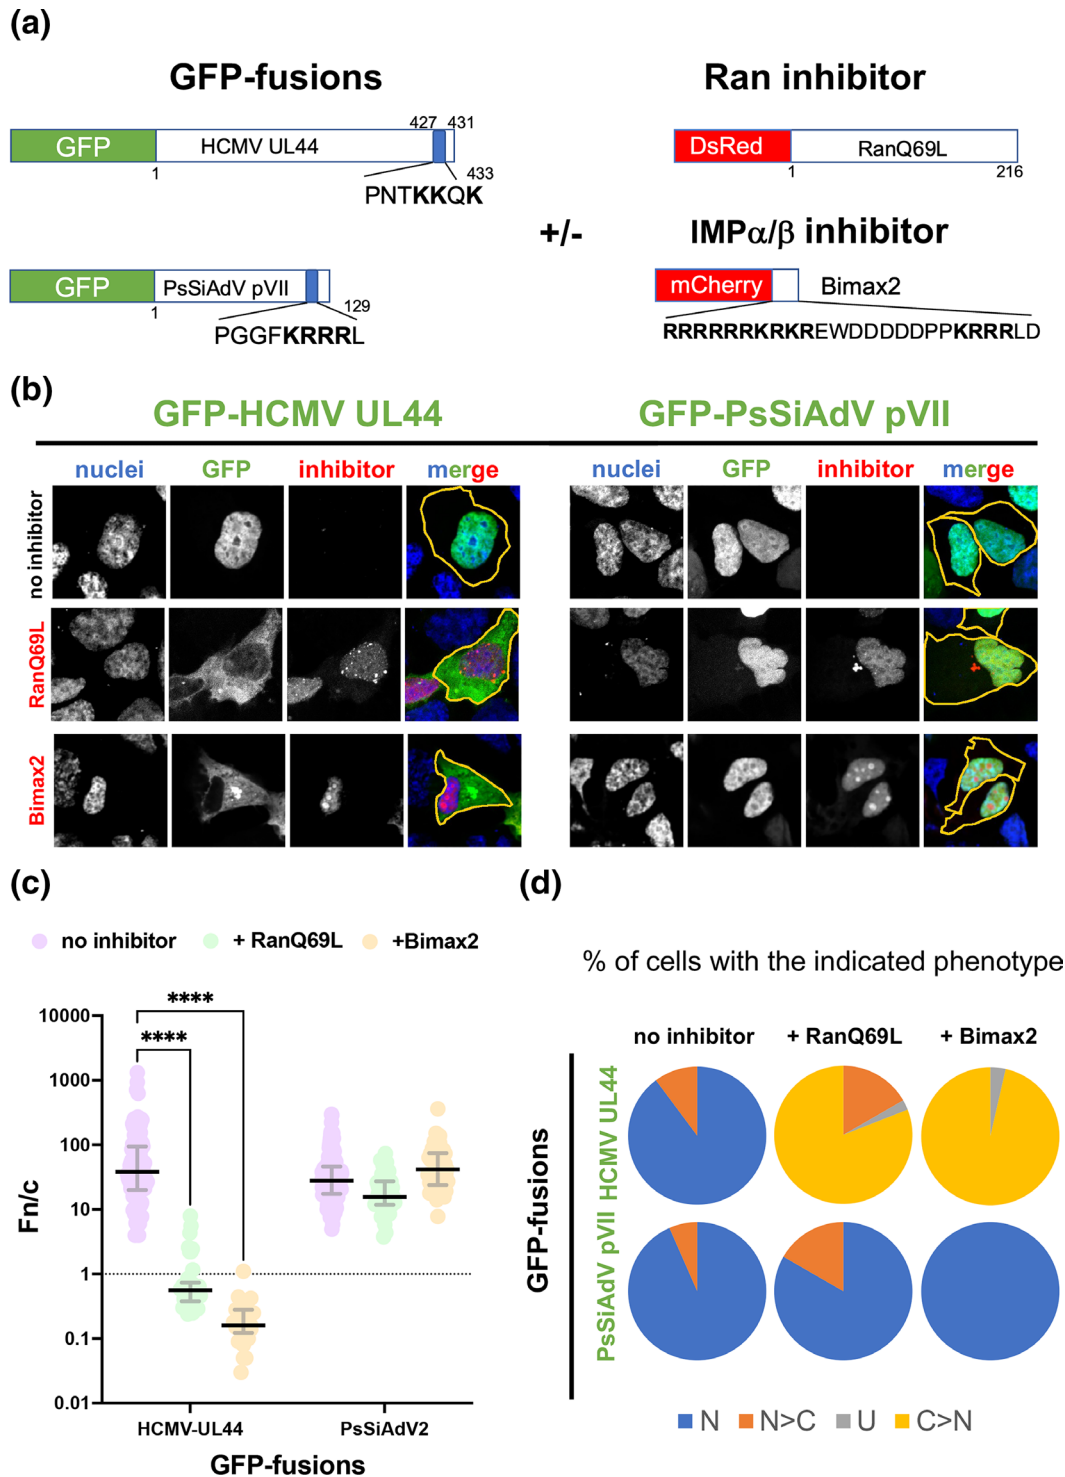 (a)
GFP-fusions
Ran inhibitor
GFP
HCMV UL44
427 431
1
433
PNTKKQK
DsRed
RanQ69L
1
216
+/-
IMPα/β inhibitor
GFP
PsSiAdV pVII
1
129
PGGFKRRRL
mCherry
Bimax2
RRRRRRKRKREWDDDDDPPKRRRLD
(b)
GFP-HCMV UL44
GFP-PsSiAdV pVII
nuclei GFP inhibitor merge
nuclei GFP inhibitor merge
no inhibitor
RanQ69L
Bimax2
(c)
no inhibitor + RanQ69L +Bimax2
****
****
10000
1000
100
10
1
0.1
0.01
Fn/c
HCMV-UL44
PsSiAdV2
GFP-fusions
(d)
% of cells with the indicated phenotype
no inhibitor + RanQ69L + Bimax2
GFP-fusions
HCMV UL44
PsSiAdV pVII
N N>C U C>N